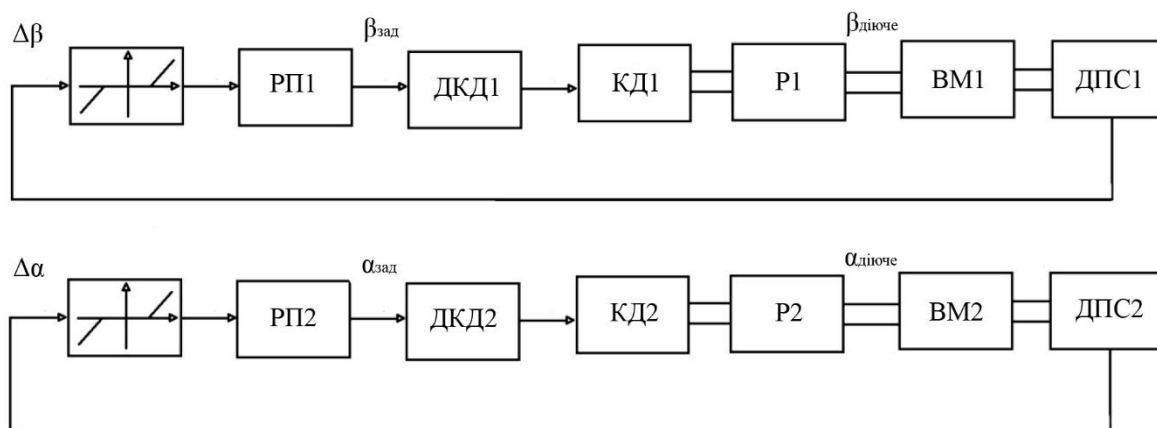 Δβ βзад βдіюче
РП1 ДКД1 КД1 Р1 ВМ1 ДПС1
Δα αзад αдіюче
РП2 ДКД2 КД2 Р2 ВМ2 ДПС2